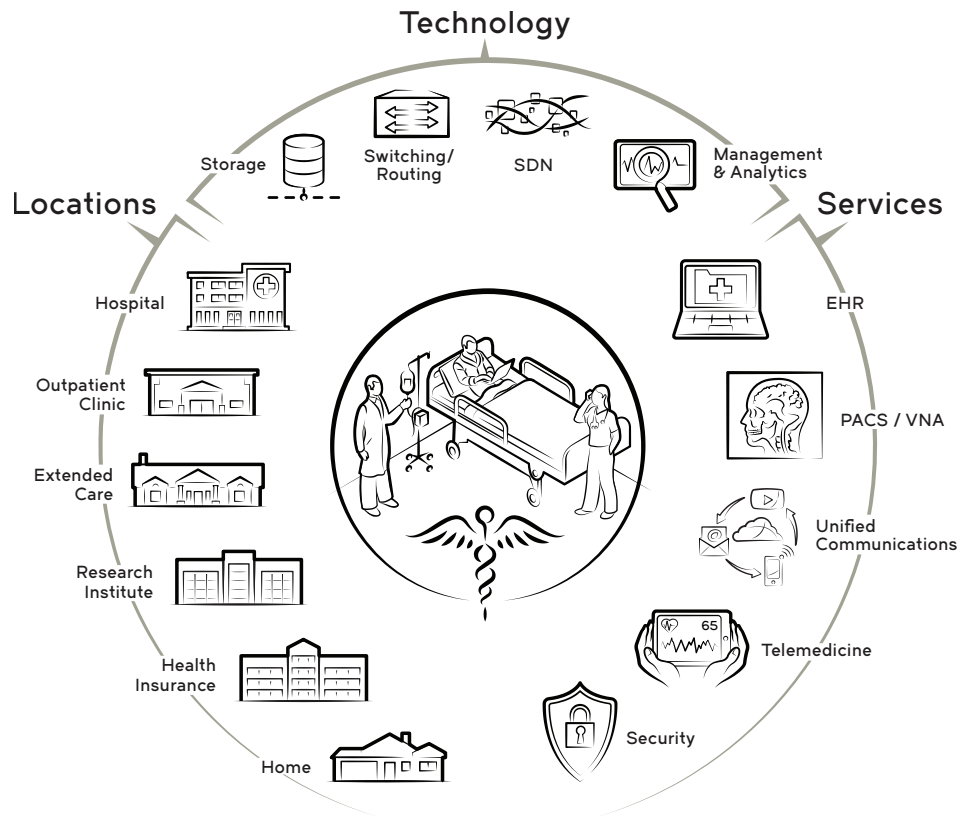 Technology
Storage
Switching/
Routing
SDN
Management
& Analytics
Locations
Hospital
Outpatient
Clinic
Extended
Care
Research
Institute
Health
Insurance
Home
Services
EHR
PACS / VNA
@
Unified
Communications
65
Telemedicine
Security